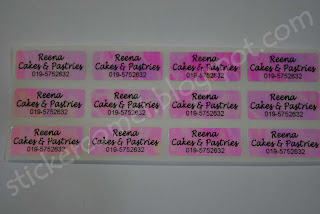 Reena Reena Reena Reena
Cakes & Pastries Cakes & Pastries Cakes & Pastries Cakes & Pastries
019-5752632 019-5752632 019-5752632 019-5752632
Reena Reena Reena Reena
Cakes & Pastries Cakes & Pastries Cakes & Pastries Cakes & Pastries
019-5752632 019-5752632 019-5752632 019-5752632
Reena Reena Reena Reena
Cakes & Pastries Cakes & Pastries Cakes & Pastries Cakes & Pastries
019-5752632 019-5752632 019-5752632 019-5752632